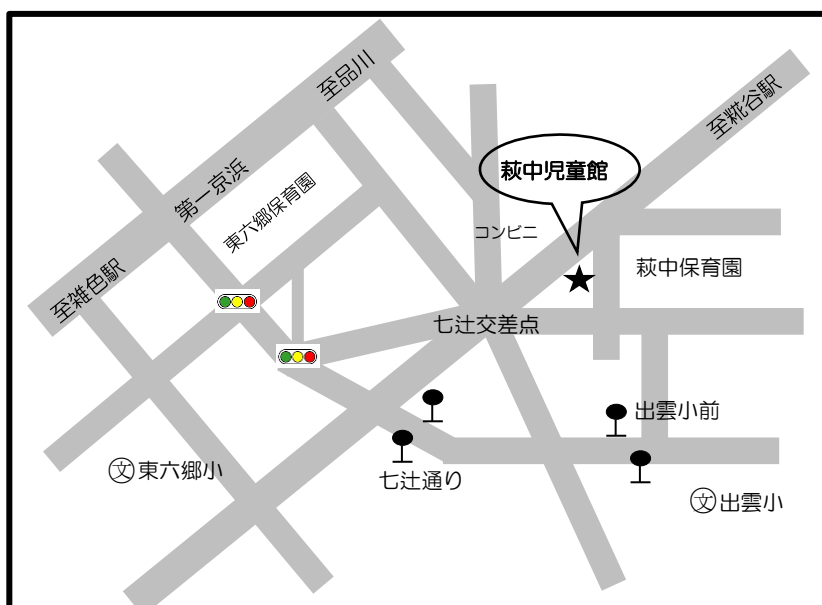 至品川
第一京浜
至雑色駅
東六郷保育園
至糀谷駅
萩中児童館
コンビニ
萩中保育園
七辻交差点
出雲小前
七辻通り
文 東六郷小
文 出雲小